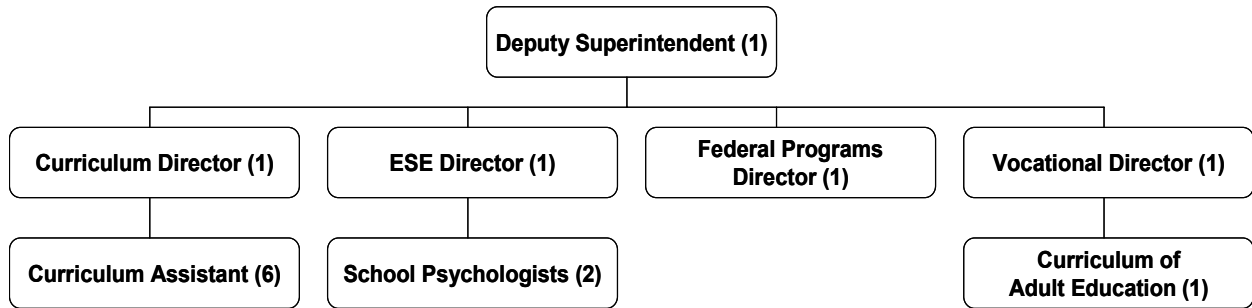 Deputy Superintendent (1)
Curriculum Director (1)
ESE Director (1)
Federal Programs
Director (1)
Vocational Director (1)
Curriculum Assistant (6)
School Psychologists (2)
Curriculum of
Adult Education (1)